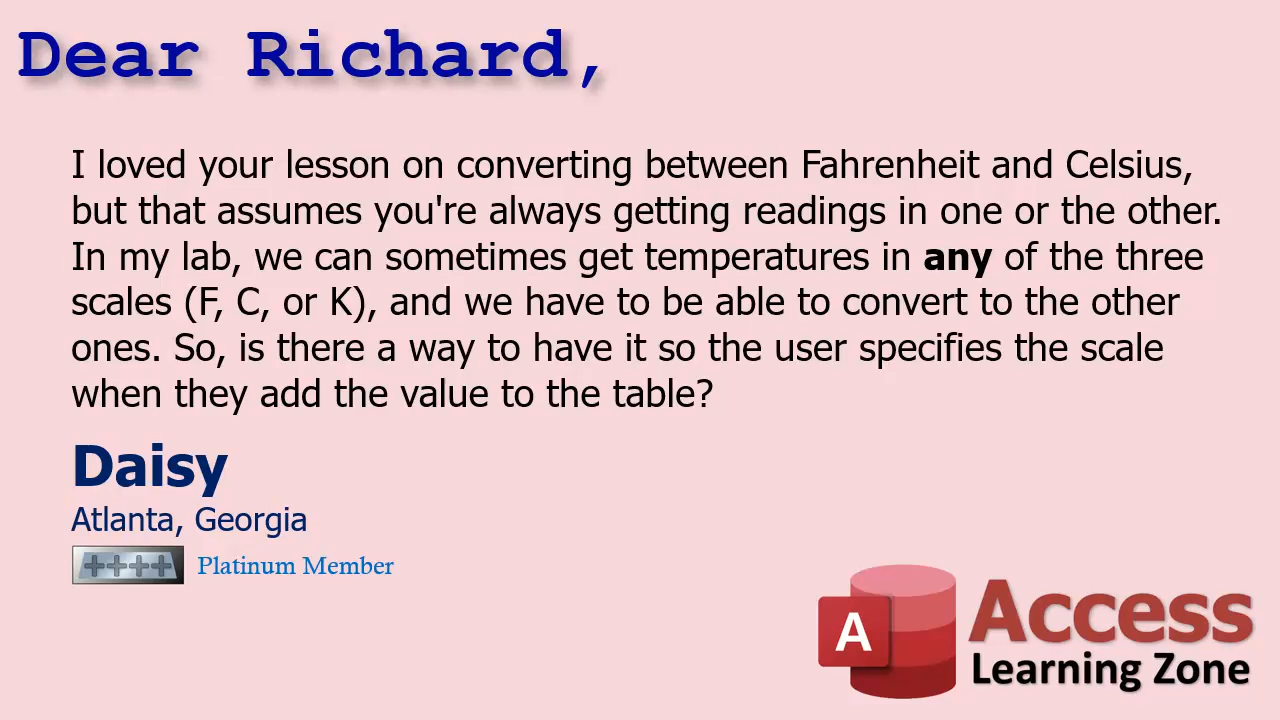 Dear Richard,
I loved your lesson on converting between Fahrenheit and Celsius,
but that assumes you're always getting readings in one or the other.
In my lab, we can sometimes get temperatures in any of the three
scales (F, C, or K), and we have to be able to convert to the other
ones. So, is there a way to have it so the user specifies the scale
when they add the value to the table?
Daisy
Atlanta, Georgia
Platinum Member
A
Access
Learning Zone